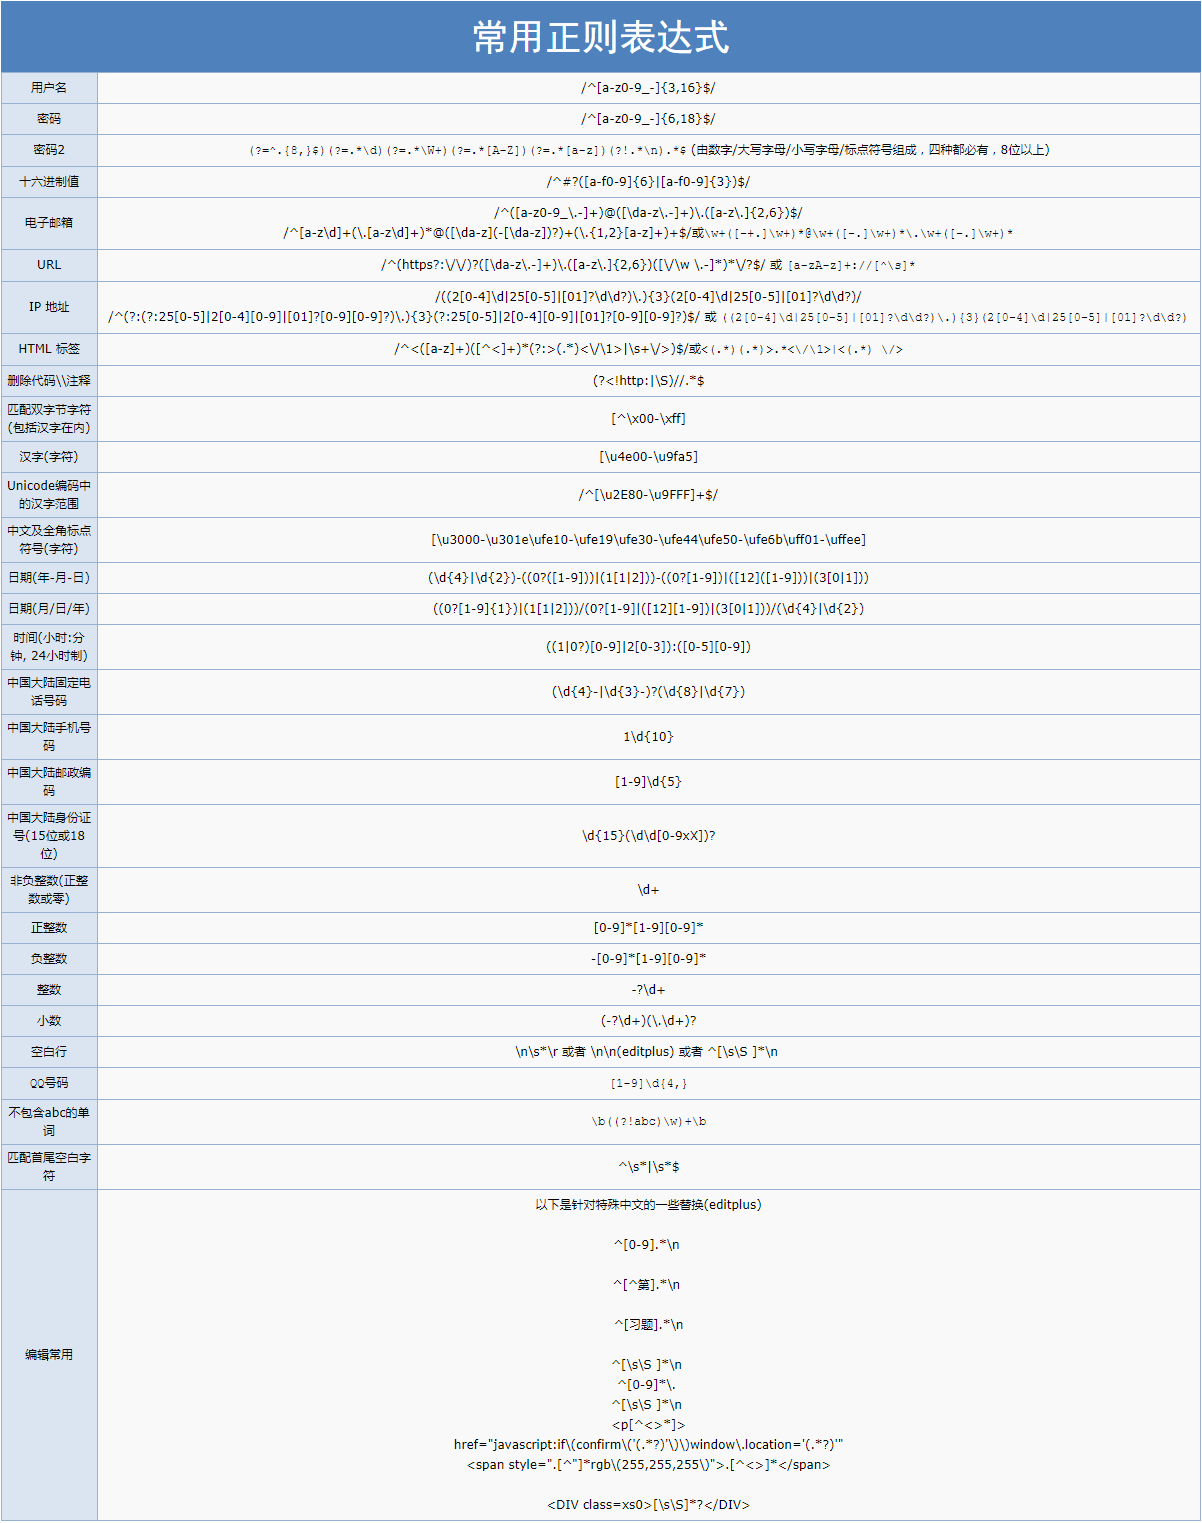 常用正则表达式
用户名
/^[a-z0-9_-]{3,16}$/
密码
/^[a-z0-9_-]{6,18}$/
密码2
(?=^.{8,}$)(?=.*\d)(?=.*\W+)(?=.*[A-Z])(?=.*[a-z])(?!.*\n).*$ (由数字/大写字母/小写字母/标点符号组成，四种都必有，8位以上)
十六进制值
/^#?([a-f0-9]{6}|[a-f0-9]{3})$/
电子邮箱
/^([a-z0-9_\.-]+)@([\da-z\.-]+)\.([a-z\.]{2,6})$/
/^[a-z\d]+(\.[a-z\d]+)*@([\da-z](-[\da-z])?)+(\.{1,2}[a-z]+)+$/或\w+([-+.]\w+)*@\w+([-.]\w+)*\.\w+([-.]\w+)*
URL
/^(https?:\/\/)?([\da-z\.-]+)\.([a-z\.]{2,6})([\/\w \.-]*)*\/?$/ 或 [a-zA-z]+://[^\s]*
IP 地址
/((2[0-4]\d|25[0-5]|[01]?\d\d?)\.){3}(2[0-4]\d|25[0-5]|[01]?\d\d?)/
/^(?:(?:25[0-5]|2[0-4][0-9]|[01]?[0-9][0-9]?)\.){3}(?:25[0-5]|2[0-4][0-9]|[01]?[0-9][0-9]?)$/ 或 ((2[0-4]\d|25[0-5]|[01]?\d\d?)\.){3}(2[0-4]\d|25[0-5]|[01]?\d\d?)
HTML 标签
/^<([a-z]+)([^<]+)*(?:>(.*)<\/\1>|\s+\/>)$/或<(.*)(.*)>.*<\/\1>|<(.*) \/>
删除代码\\注释
(?<!http:|\S)//.*$
匹配双字节字符
(包括汉字在内)
[^\x00-\xff]
汉字(字符)
[\u4e00-\u9fa5]
Unicode编码中
的汉字范围
/^[\u2E80-\u9FFF]+$/
中文及全角标点
符号(字符)
[\u3000-\u301e\ufe10-\ufe19\ufe30-\ufe44\ufe50-\ufe6b\uff01-\uffee]
日期(年-月-日)
(\d{4}|\d{2})-((0?([1-9]))|(1[1|2]))-((0?[1-9])|([12]([1-9]))|(3[0|1]))
日期(月/日/年)
((0?[1-9]{1})|(1[1|2]))/(0?[1-9]|([12][1-9])|(3[0|1]))/(\d{4}|\d{2})
时间(小时:分
钟, 24小时制)
((1|0?)[0-9]|2[0-3]):([0-5][0-9])
中国大陆固定电
话号码
(\d{4}-|\d{3}-)?(\d{8}|\d{7})
中国大陆手机号
码
1\d{10}
中国大陆邮政编
码
[1-9]\d{5}
中国大陆身份证
号(15位或18
位)
\d{15}(\d\d[0-9xX])?
非负整数(正整
数或零)
\d+
正整数
[0-9]*[1-9][0-9]*
负整数
-[0-9]*[1-9][0-9]*
整数
-?\d+
小数
(-?\d+)(\.\d+)?
空白行
\n\s*\r 或者 \n\n(editplus) 或者 ^[\s\S ]*\n
QQ号码
[1-9]\d{4,}
不包含abc的单
词
\b((?!abc)\w)+\b
匹配首尾空白字
符
^\s*|\s*$
编辑常用
以下是针对特殊中文的一些替换(editplus)
^[0-9].*\n
^[^第].*\n
^[习题].*\n
^[\s\S ]*\n
^[0-9]*\.
^[\s\S ]*\n
<p[^<>*]>
href="javascript:if\(confirm\('(.*?)'\)\)window\.location='(.*?)'"
<span style=".[^"]*rgb\(255,255,255\)">.[^<>]*</span>
<DIV class=xs0>[\s\S]*?</DIV>